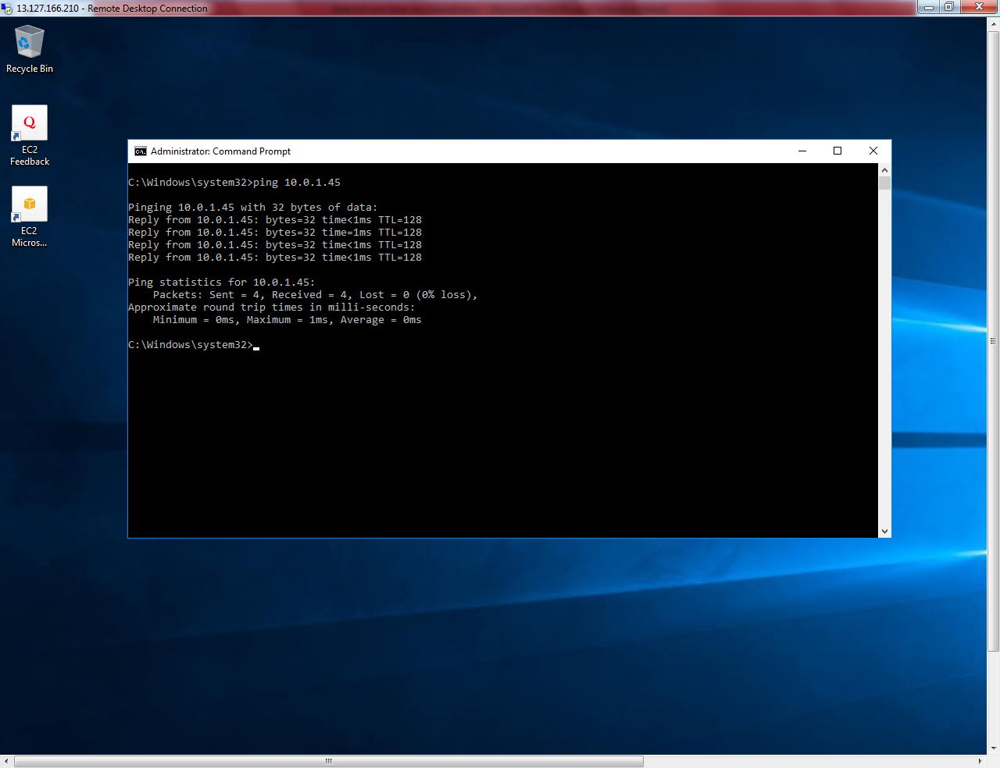 13.127.166.210 - Remote Desktop Connection
Recycle Bin
Q
EC2
Feedback
EC2
Micros...
Administrator: Command Prompt
C:\Windows\system32>ping 10.0.1.45
Pinging 10.0.1.45 with 32 bytes of data:
Reply from 10.0.1.45: bytes=32 time<1ms TTL=128
Reply from 10.0.1.45: bytes=32 time=1ms TTL=128
Reply from 10.0.1.45: bytes=32 time<1ms TTL=128
Reply from 10.0.1.45: bytes=32 time<1ms TTL=128
Ping statistics for 10.0.1.45:
Packets: Sent = 4, Received = 4, Lost = 0 (0% loss),
Approximate round trip times in milli-seconds:
Minimum = 0ms, Maximum = 1ms, Average = 0ms
C:\Windows\system32>